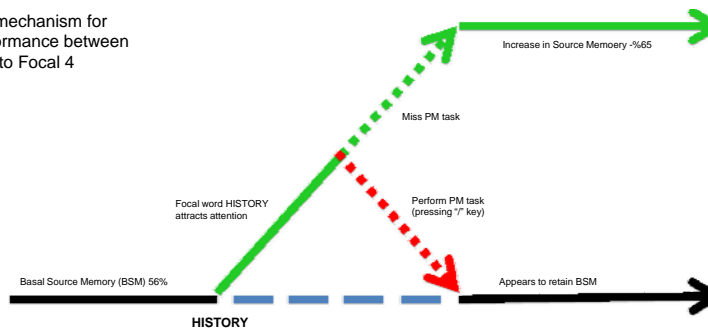 mechanism for
ormance between
to Focal 4
Increase in Source Memoery -%65
Miss PM task
Focal word HISTORY
attracts attention
Perform PM task
(pressing “/” key)
Basal Source Memory (BSM) 56%
Appears to retain BSM
HISTORY